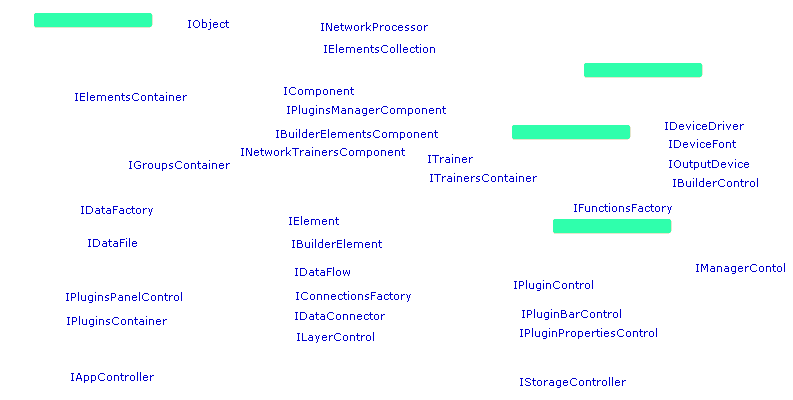 IObject
INetworkProcessor
IElementsCollection
IComponent
IElementsContainer
IPluginsManagerComponent
IDeviceDriver
IBuilderElementsComponent
IDeviceFont
INetworkTrainersComponent
ITrainer
IGroupsContainer
IOutputDevice
ITrainersContainer
IBuilderControl
IFunctionsFactory
IDataFactory
IElement
IDataFile
IBuilderElement
IManagerContol
IDataFlow
IPluginControl
IPluginsPanelControl
IConnectionsFactory
IPluginBarControl
IDataConnector
IPluginsContainer
IPluginPropertiesControl
ILayerControl
IAppController
IStorageController